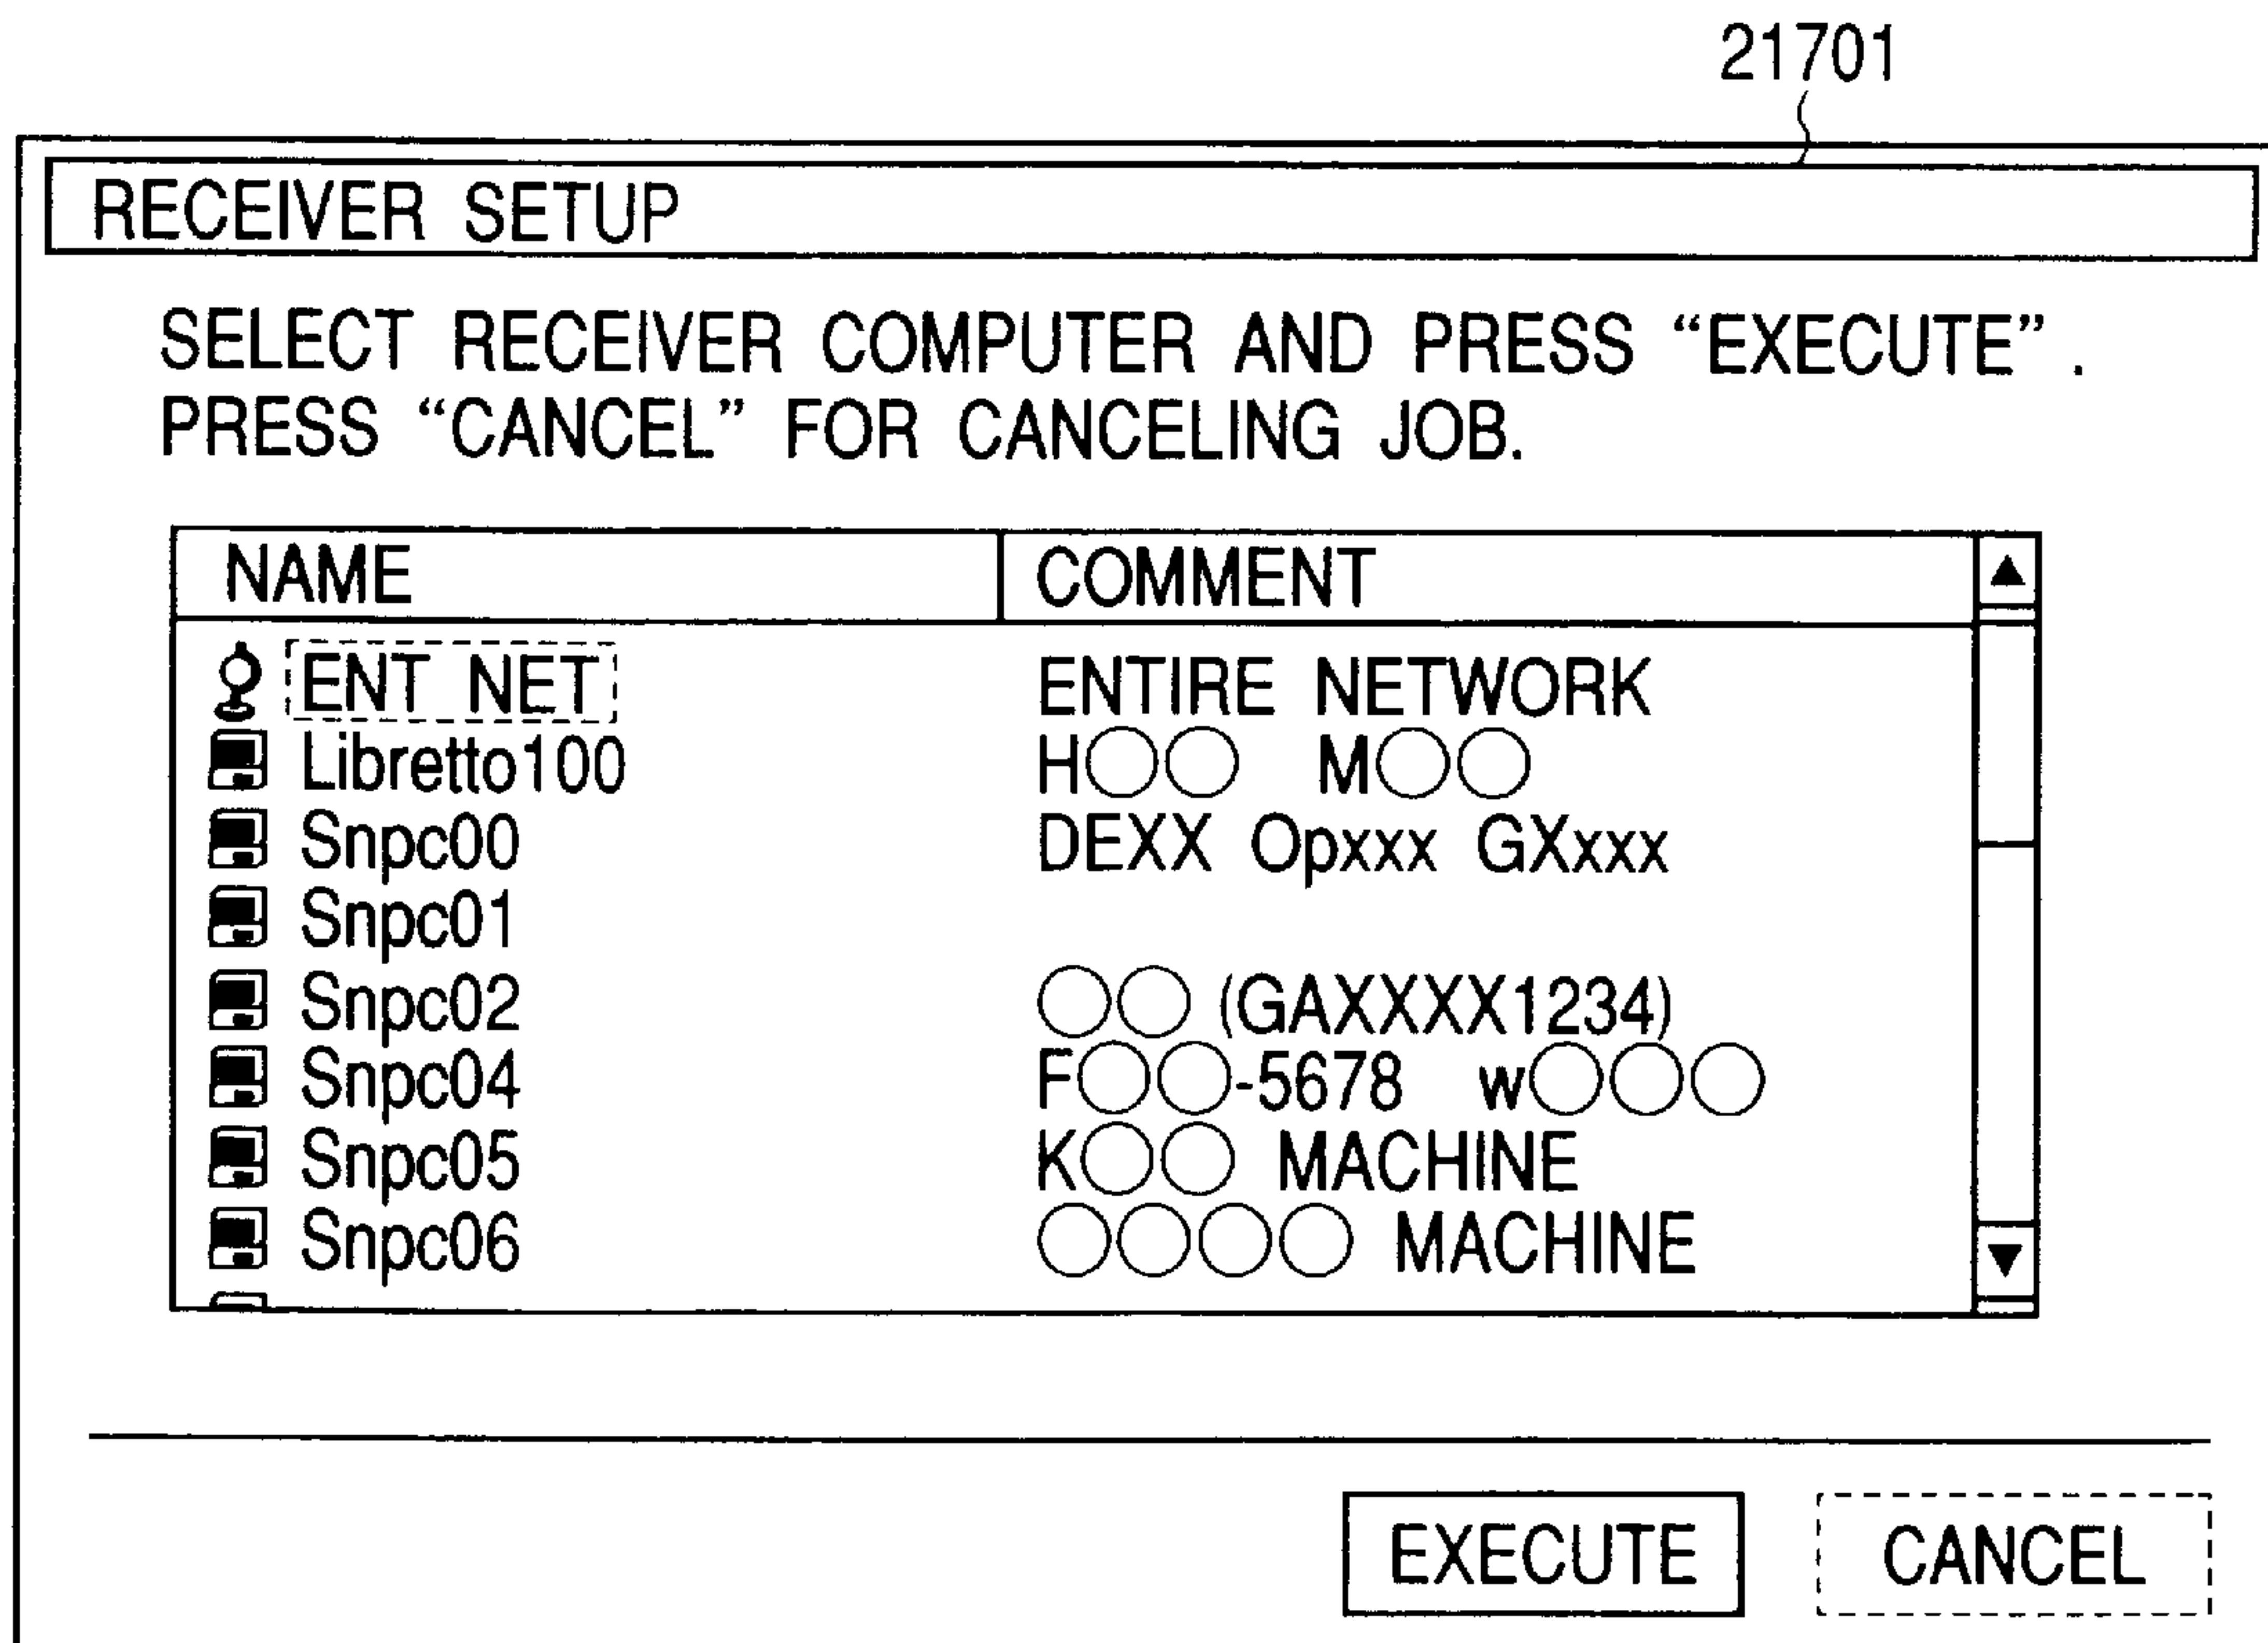 21701
RECEIVER SETUP
SELECT RECEIVER COMPUTER AND PRESS “EXECUTE” .
PRESS “CANCEL” FOR CANCELING JOB.
NAME COMMENT
ENT NET ENTIRE NETWORK
Libretto100 H○○ M○○
Snpc00 DEXX Opxxx GXxxx
Snpc01
Snpc02 ○○ (GAXXXX1234)
Snpc04 F○○-5678 w○○○
Snpc05 K○○ MACHINE
Snpc06 ○○○○ MACHINE
EXECUTE CANCEL